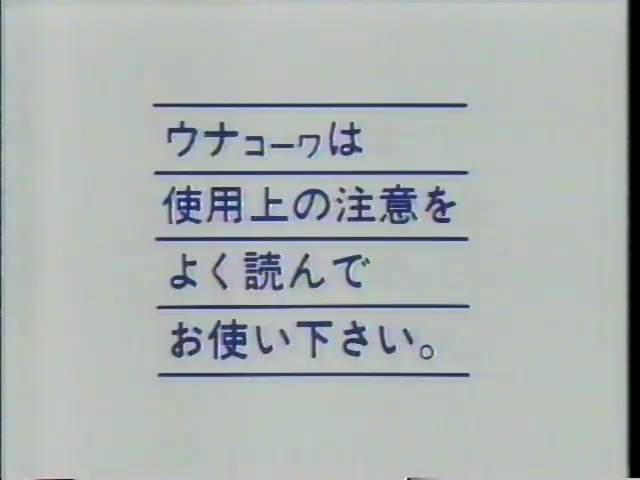 ウナコーワは
使用上の注意を
よく読んで
お使い下さい。